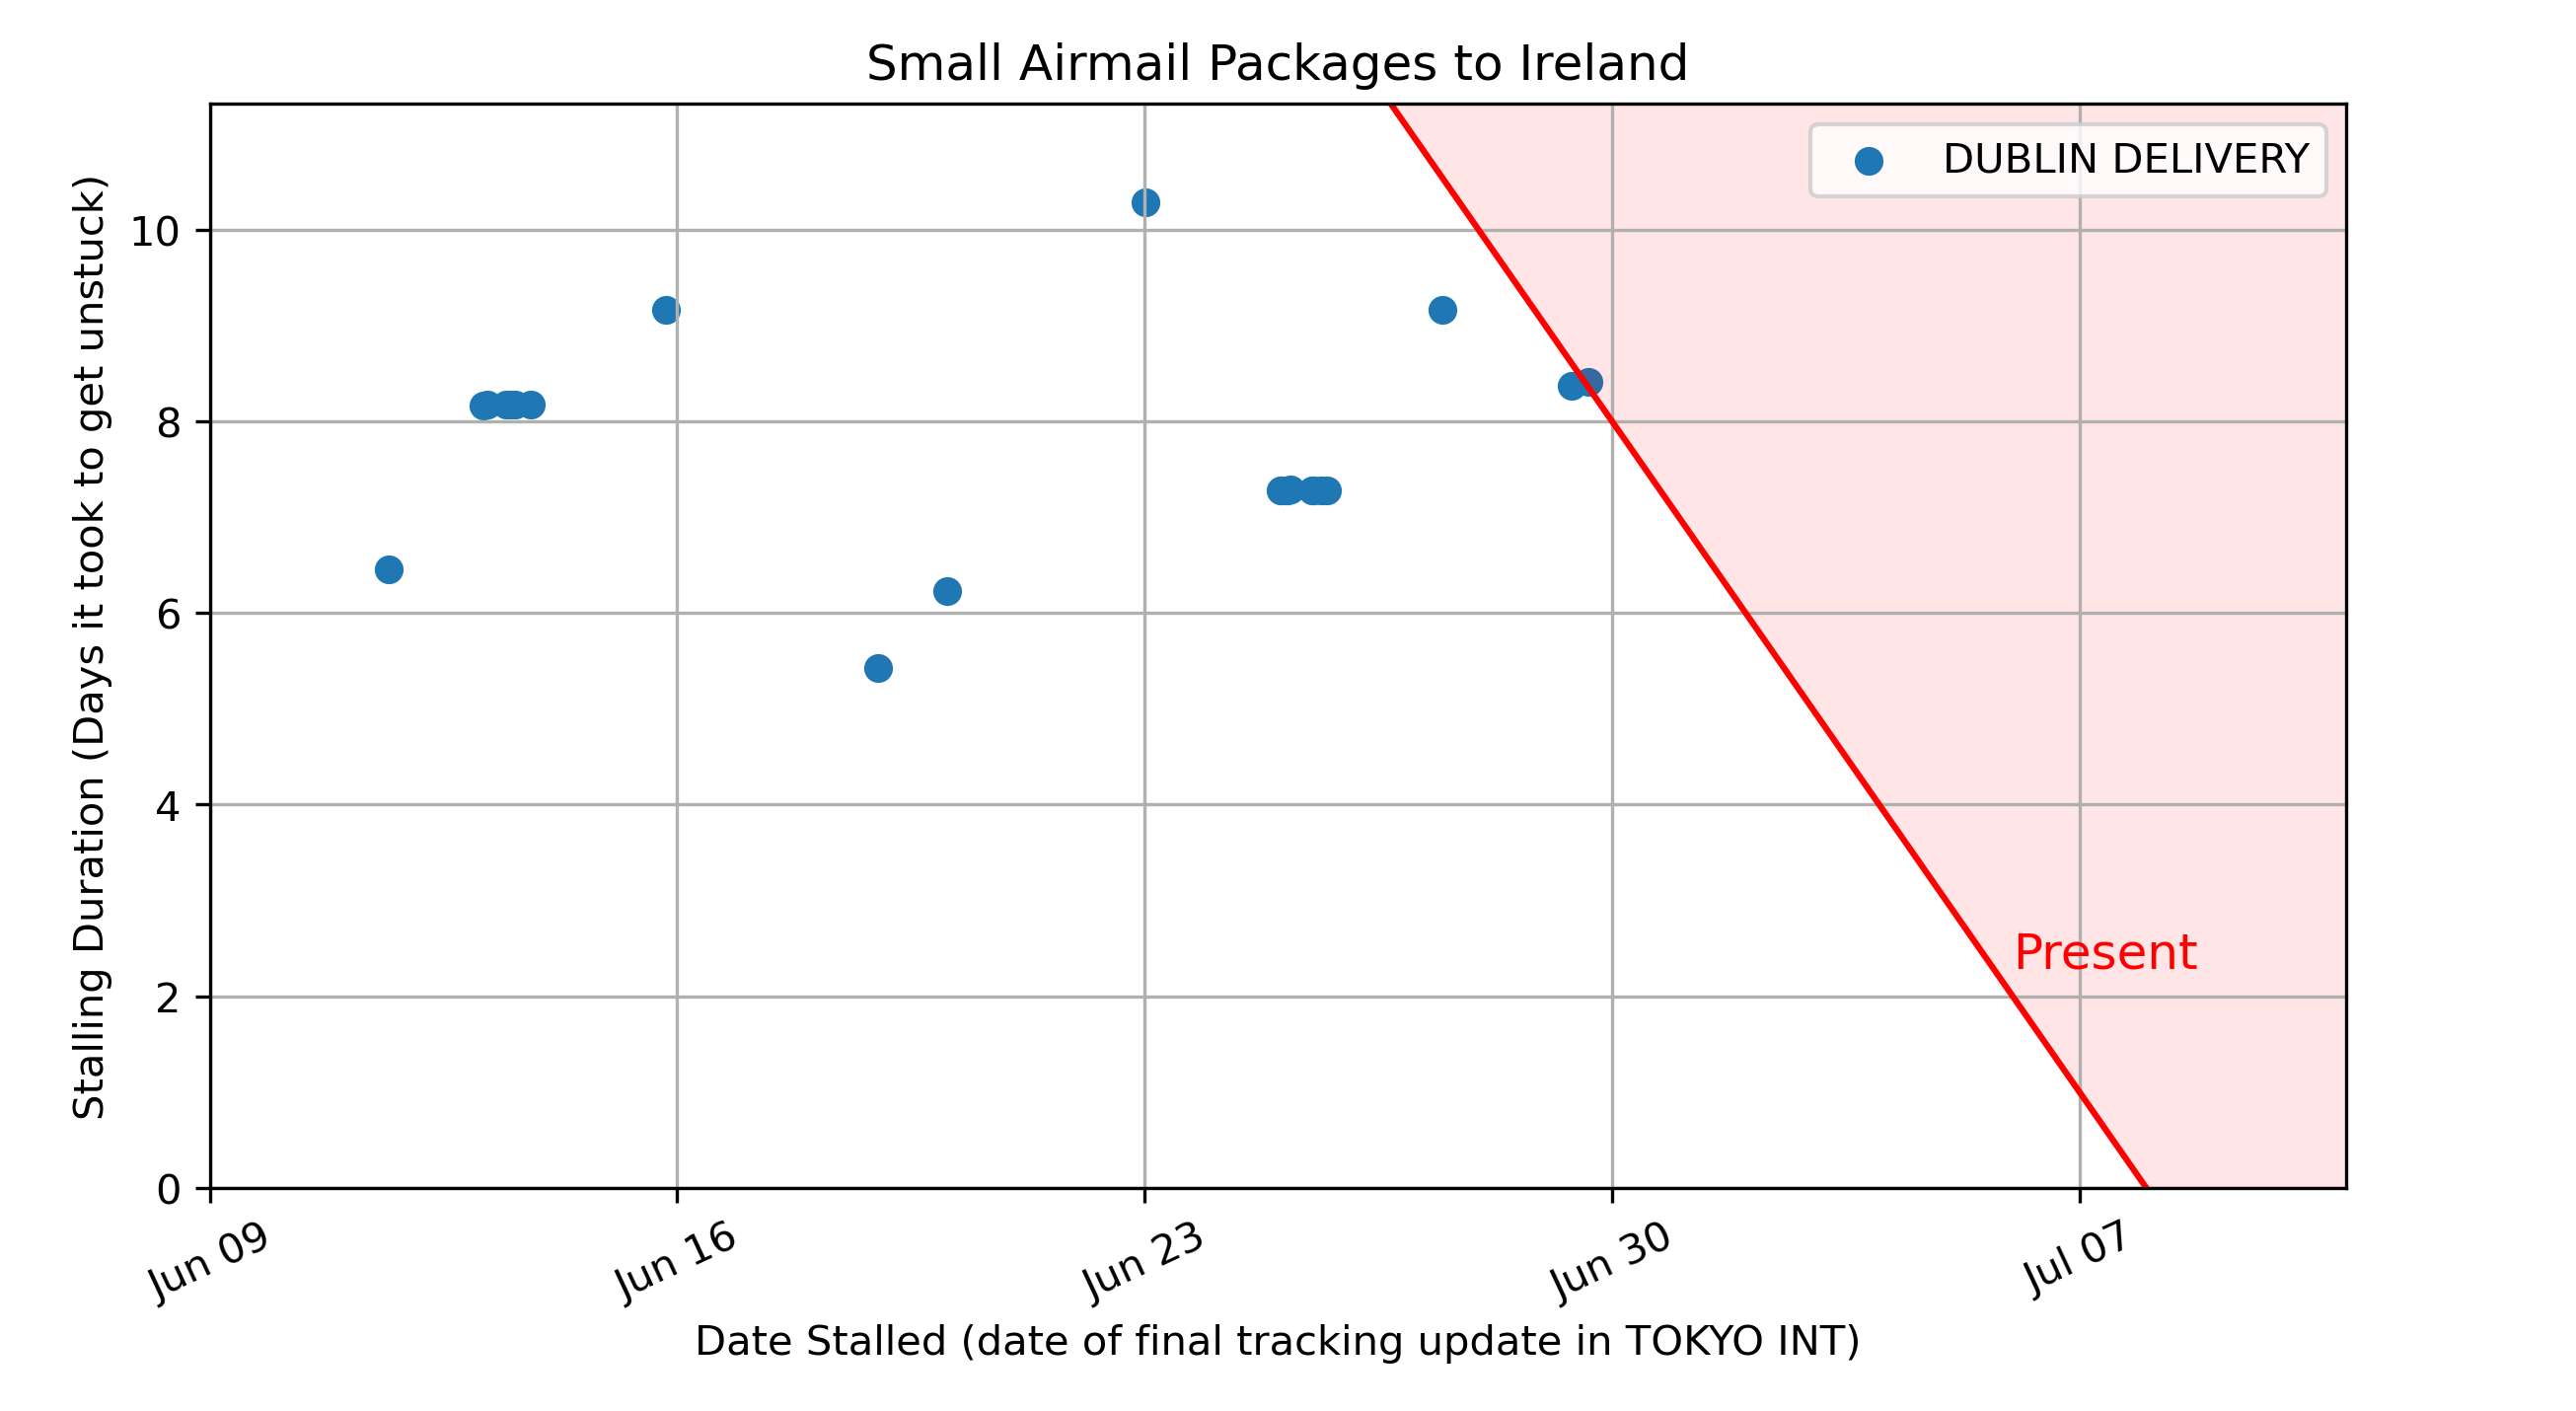 Small Airmail Packages to Ireland
DUBLIN DELIVERY
Stalling Duration (Days it took to get unstuck)
10
8
6
4
2
0
Present
Jun 09
Jun 16
Jun 23
Jun 30
Jul 07
Date Stalled (date of final tracking update in TOKYO INT)